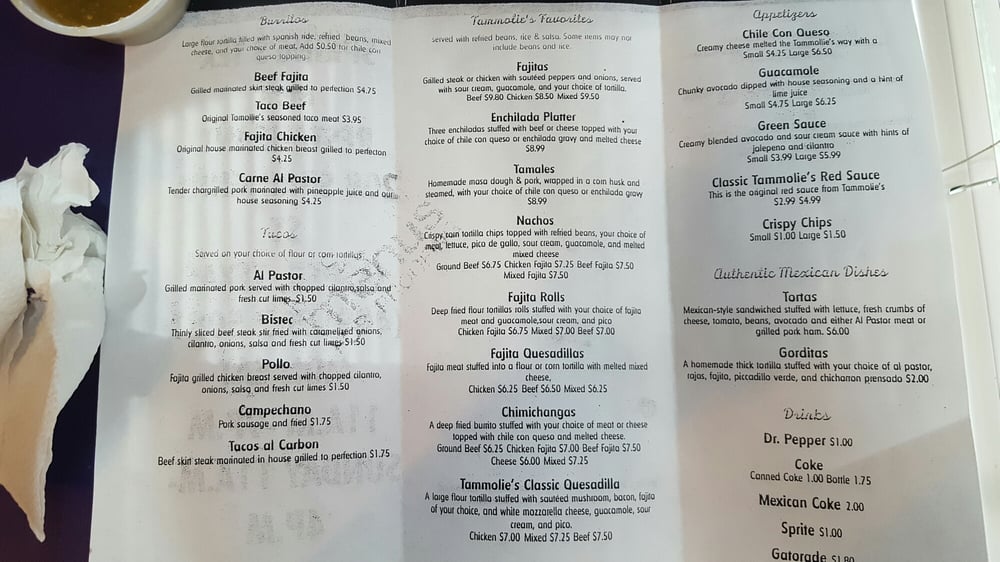 Burritos
Large flour tortilla filled with spanish ride, refried beans, mixed
cheese, and your choice of meat, Add $0.50 for chile con
queso topping.
Beef Fajita
Grilled marinated skirt steak grilled to perfection $4.75
Taco Beef
Original Tamollie's seasoned taco meat $3.95
Fajita Chicken
Original house marinated chicken breast grilled to perfection
$4.25
Carne Al Pastor
Tender chargrilled pork marinated with pineapple juice and our
house seasoning $4.25
Tacos
Served on your choice of flour or corn tortillas
Al Pastor
Grilled marinated pork served with chopped cilantro,salsa and
fresh cut limes $1.50
Bistec
Thinly sliced beef steak stir fried with caramelized onions,
cilantro, onions, salsa and fresh cut limes $1.50
Pollo
Fajita grilled chicken breast served with chopped cilantro,
onions, salsa and fresh cut limes $1.50
Campechano
Pork sausage and fried $1.75
Tacos al Carbon
Beef skirt steak marinated in house grilled to perfection $1.75
Tammolie's Favorites
served with refried beans, rice & salsa. Some items may not
include beans and rice.
Fajitas
Grilled steak or chicken with sautéed peppers and onions, served
with sour cream, guacamole, and your choice of tortilla.
Beef $9.80 Chicken $8.50 Mixed $9.50
Enchilada Platter
Three enchiladas stuffed with beef or cheese topped with your
choice of chile con queso or enchilada gravy and melted cheese
$8.99
Tamales
Homemade masa dough & pork, wrapped in a corn husk and
steamed, with your choice of chile con queso or enchilada gravy
$8.99
Nachos
Crispy corn tortilla chips topped with refried beans, your choice of
meat, lettuce, pico de gallo, sour cream, guacamole, and melted
mixed cheese
Ground Beef $6.75 Chicken Fajita $7.25 Beef Fajita $7.50
Mixed Fajita $7.50
Fajita Rolls
Deep fried flour tortillas rolls stuffed with your choice of fajita
meat and guacamole,sour cream, and pico
Chicken Fajita $6.75 Mixed $7.00 Beef $7.00
Fajita Quesadillas
Fajita meat stuffed into a flour or corn tortilla with melted mixed
cheese,
Chicken $6.25 Beef $6.50 Mixed $6.25
Chimichangas
A deep fried burrito stuffed with your choice of meat or cheese
topped with chile con queso and melted cheese.
Ground Beef $6.25 Chicken Fajita $7.00 Beef Fajita $7.50
Cheese $6.00 Mixed $7.25
Tammolie's Classic Quesadilla
A large flour tortilla stuffed with sautéed mushroom, bacon, fajita
of your choice, and white mozzarella cheese, guacamole, sour
cream, and pico.
Chicken $7.00 Mixed $7.25 Beef $7.50
Appetizers
Chile Con Queso
Creamy cheese melted the Tammolie's way with a
Small $4.25 Large $6.50
Guacamole
Chunky avocado dipped with house seasoning and a hint of
lime juice
Small $4.75 Large $6.25
Green Sauce
Creamy blended avocado and sour cream sauce with hints of
jalepeno and cilantro
Small $3.99 Large $5.99
Classic Tammolie's Red Sauce
This is the original red sauce from Tammolie's
$2.99 $4.99
Crispy Chips
Small $1.00 Large $1.50
Authentic Mexican Dishes
Tortas
Mexican-style sandwiched stuffed with lettuce, fresh crumbs of
cheese, tomato, beans, avocado and either Al Pastor meat or
grilled pork ham. $6.00
Gorditas
A homemade thick tortilla stuffed with your choice of al pastor,
rajas, fajita, piccadillo verde, and chicharron prensado $2.00
Drinks
Dr. Pepper $1.00
Coke
Canned Coke 1.00 Bottle 1.75
Mexican Coke 2.00
Sprite $1.00
Gatorade $1.80